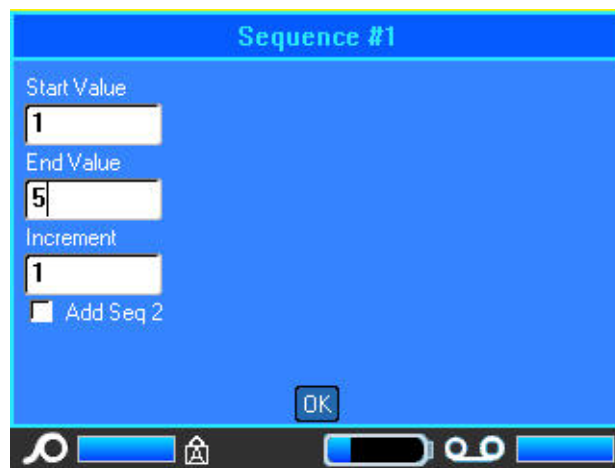 Sequence #1
Start Value
1
End Value
5
Increment
1
Add Seq 2
OK
A